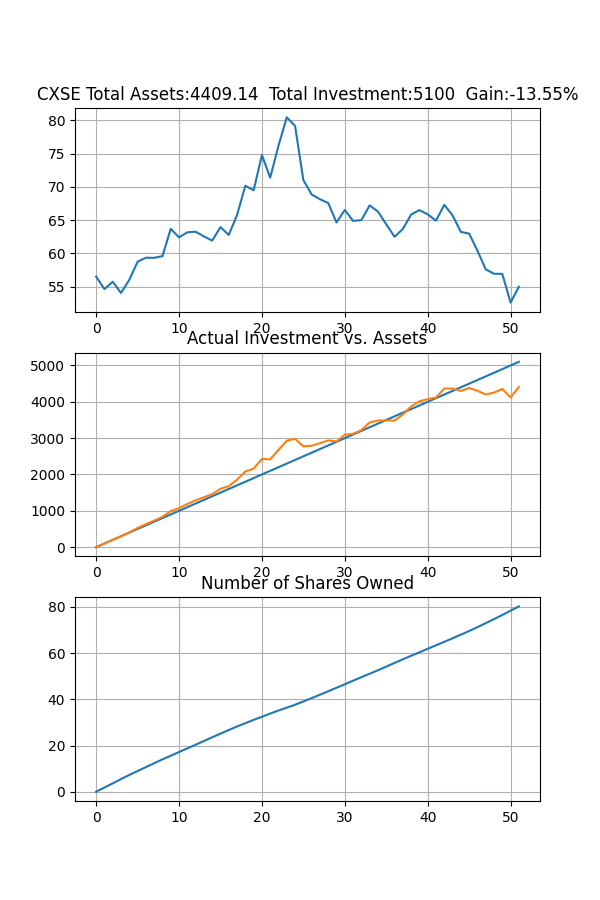 CXSE Total Assets:4409.14  Total Investment:5100  Gain:-13.55%
80
75
70
65
60
55
0 10 20 30 40 50
Actual Investment vs. Assets
5000
4000
3000
2000
1000
0
0 10 20 30 40 50
Number of Shares Owned
80
60
40
20
0
0 10 20 30 40 50